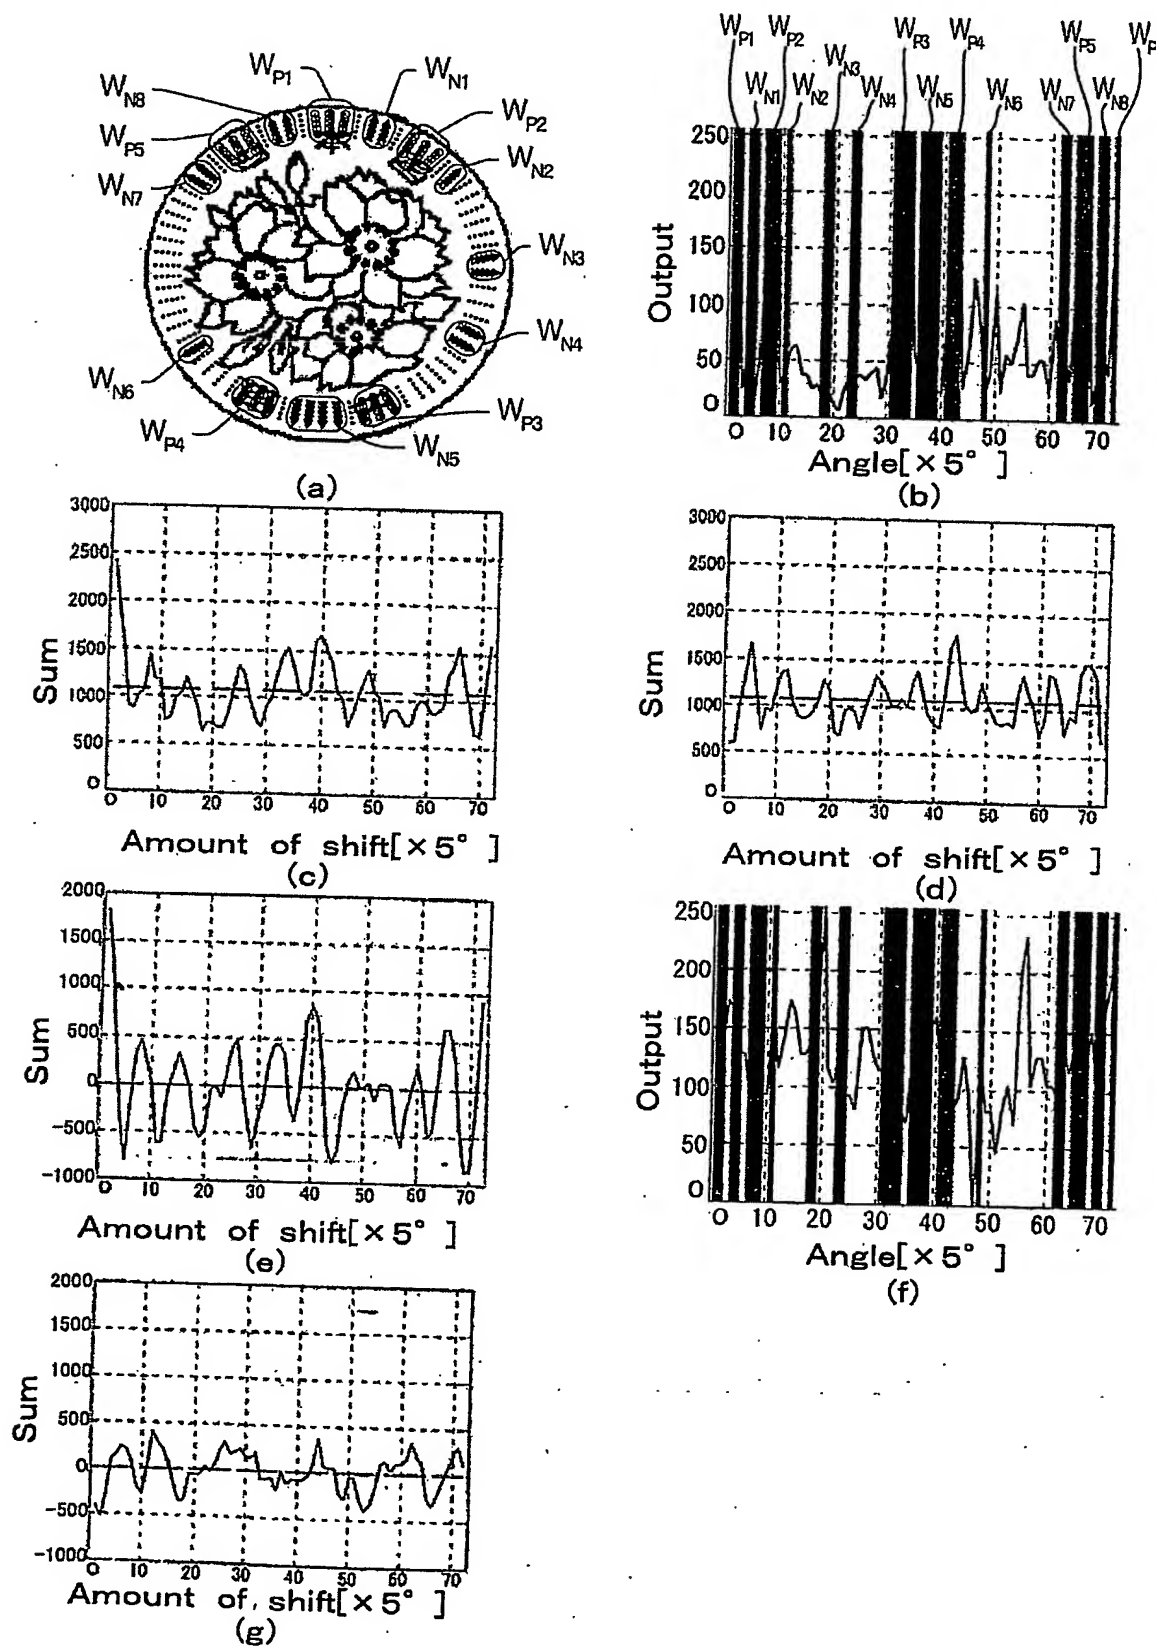 W_P1
W_N1
W_N8
W_P2
W_P5
W_N2
W_N7
W_N3
W_N4
W_N6
W_P4
W_P3
W_N5
(a)
W_P1 W_P2 W_P3 W_P4 W_P5 W_P
W_N1 W_N2 W_N3 W_N4 W_N5 W_N6 W_N7 W_N8
250
200
150
100
50
0
Output
0 10 20 30 40 50 60 70
Angle[×5° ]
(b)
3000
2500
2000
1500
1000
500
0
Sum
0 10 20 30 40 50 60 70
Amount of shift[×5° ]
(c)
3000
2500
2000
1500
1000
500
0
Sum
0 10 20 30 40 50 60 70
Amount of shift[×5° ]
(d)
2000
1500
1000
500
0
-500
-1000
Sum
0 10 20 30 40 50 60 70
Amount of shift[×5° ]
(e)
250
200
150
100
50
0
Output
0 10 20 30 40 50 60 70
Angle[×5° ]
(f)
2000
1500
1000
500
0
-500
-1000
Sum
0 10 20 30 40 50 60 70
Amount of shift[×5° ]
(g)